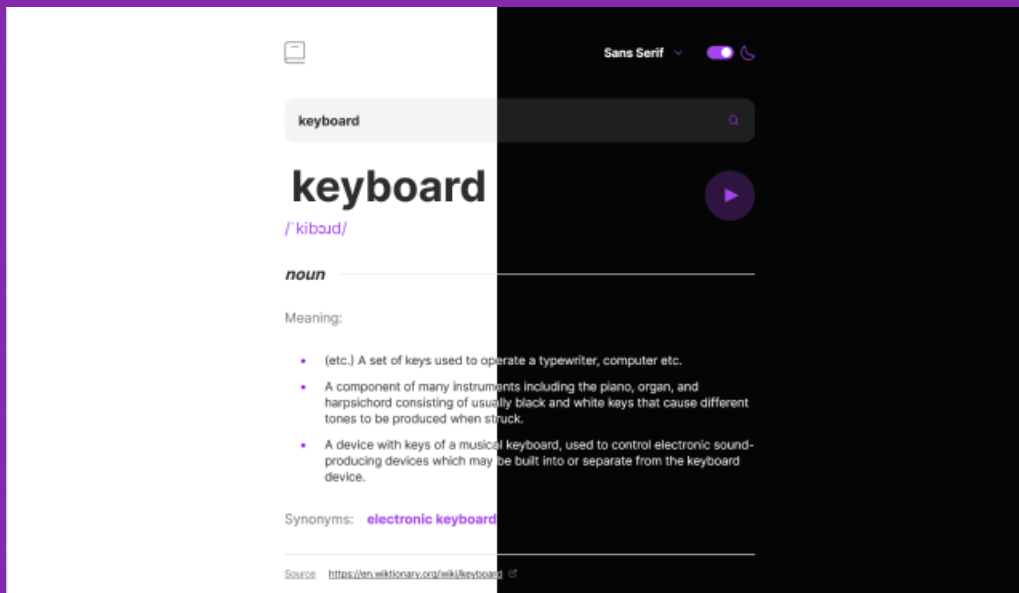 Sans Serif
keyboard
keyboard
/ˈkibɔɹd/
noun
Meaning:
(etc.) A set of keys used to operate a typewriter, computer etc.
A component of many instruments including the piano, organ, and
harpsichord consisting of usually black and white keys that cause different
tones to be produced when struck.
A device with keys of a musical keyboard, used to control electronic sound-
producing devices which may be built into or separate from the keyboard
device.
Synonyms: electronic keyboard
Source https://en.wiktionary.org/wiki/keyboard